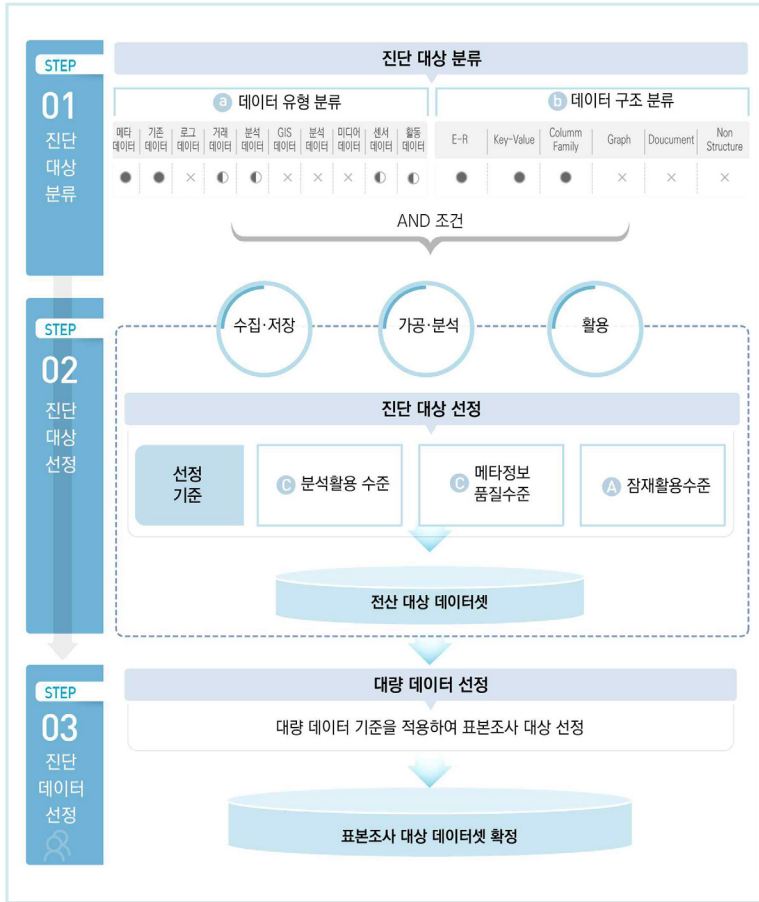 STEP
01
진단
대상
분류
진단 대상 분류
ⓐ 데이터 유형 분류
ⓑ 데이터 구조 분류
메타 데이터
기존 데이터
로그 데이터
거래 데이터
분석 데이터
GIS 데이터
분석 데이터
미디어 데이터
센서 데이터
활동 데이터
E-R
Key-Value
Columm
Family
Graph
Doucument
Non
Structure
● ● × ◐ ◐ × × × ◐ ◐ ● ● ● × × ×
AND 조건
STEP
02
진단
대상
선정
수집·저장
가공·분석
활용
진단 대상 선정
선정
기준
C 분석활용 수준
C 메타정보
품질수준
A 잠재활용수준
전산 대상 데이터셋
STEP
03
진단
데이터
선정
대량 데이터 선정
대량 데이터 기준을 적용하여 표본조사 대상 선정
표본조사 대상 데이터셋 확정